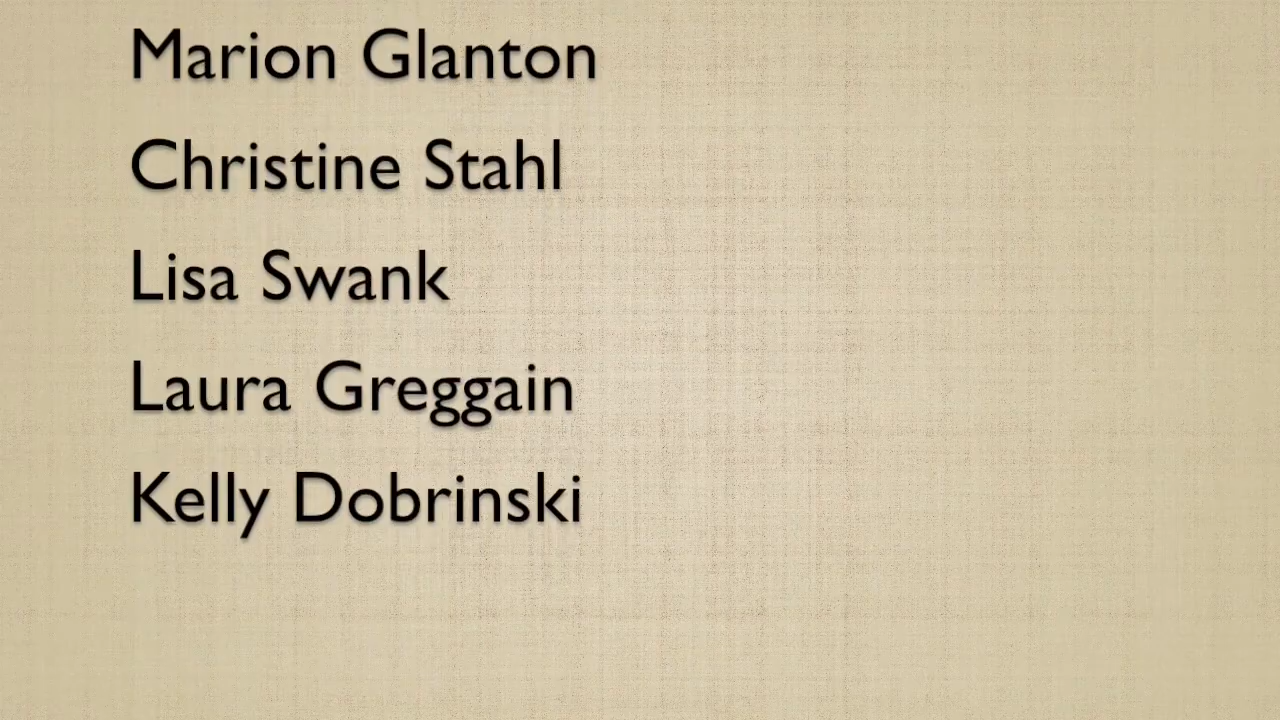 Marion Glanton
Christine Stahl
Lisa Swank
Laura Greggain
Kelly Dobrinski